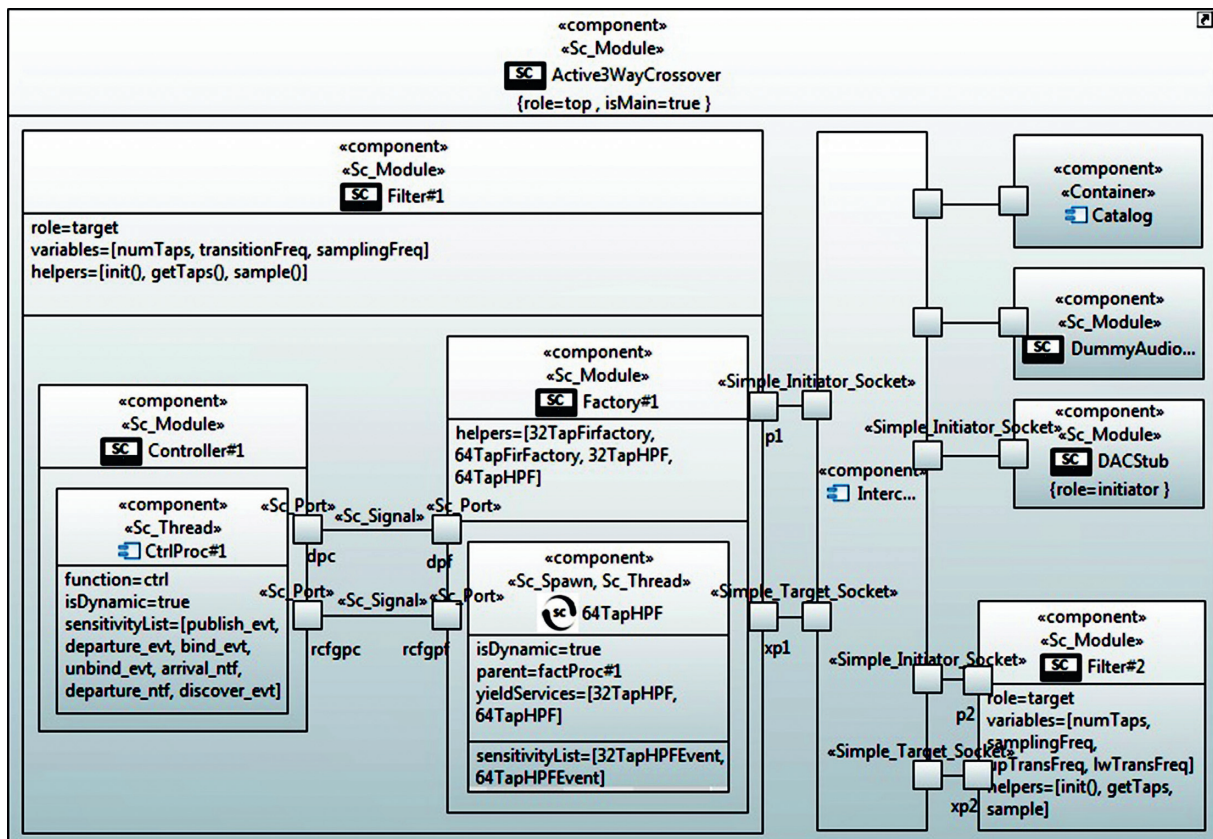 «component»
«Sc_Module»
SC Active3WayCrossover
{role=top , isMain=true }
«component»
«Sc_Module»
SC Filter#1
role=target
variables=[numTaps, transitionFreq, samplingFreq]
helpers=[init(), getTaps(), sample()]
«component»
«Sc_Module»
SC Controller#1
«component»
«Sc_Thread»
CtrlProc#1
function=ctrl
isDynamic=true
sensitivityList=[publish_evt,
departure_evt, bind_evt,
unbind_evt, arrival_ntf,
departure_ntf, discover_evt]
«Sc_Port»
dpc
«Sc_Signal»
«Sc_Port»
dpf
«Sc_Port»
rcfgpc
«Sc_Signal»
«Sc_Port»
rcfgpf
«component»
«Sc_Module»
SC Factory#1
helpers=[32TapFirfactory,
64TapFirFactory, 32TapHPF,
64TapHPF]
«component»
«Sc_Spawn, Sc_Thread»
SC 64TapHPF
isDynamic=true
parent=factProc#1
yieldServices=[32TapHPF,
64TapHPF]
sensitivityList=[32TapHPFEvent,
64TapHPFEvent]
«Simple_Initiator_Socket»
p1
«Simple_Target_Socket»
xp1
«component»
Interc...
«component»
«Container»
Catalog
«component»
«Sc_Module»
SC DummyAudio...
«Simple_Initiator_Socket»
«component»
«Sc_Module»
SC DACStub
{role=initiator }
«Simple_Initiator_Socket»
p2
«Simple_Target_Socket»
xp2
«component»
«Sc_Module»
SC Filter#2
role=target
variables=[numTaps,
samplingFreq,
upTransFreq, lwTransFreq]
helpers=[init(), getTaps,
sample]